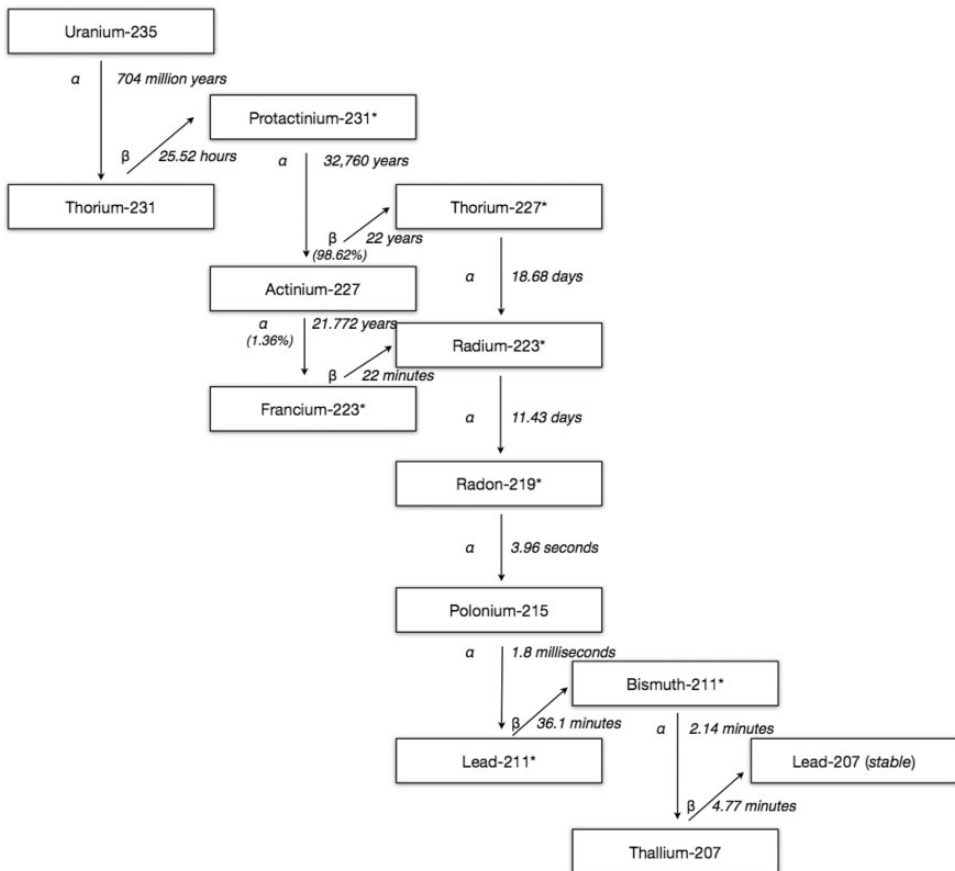 Uranium-235
α 704 million years
Protactinium-231*
β 25.52 hours
α 32,760 years
Thorium-231
Thorium-227*
β 22 years
(98.62%)
α 18.68 days
Actinium-227
α 21.772 years
(1.36%)
Radium-223*
β 22 minutes
Francium-223*
α 11.43 days
Radon-219*
α 3.96 seconds
Polonium-215
α 1.8 milliseconds
Bismuth-211*
β 36.1 minutes
α 2.14 minutes
Lead-211*
Lead-207 (stable)
β 4.77 minutes
Thallium-207